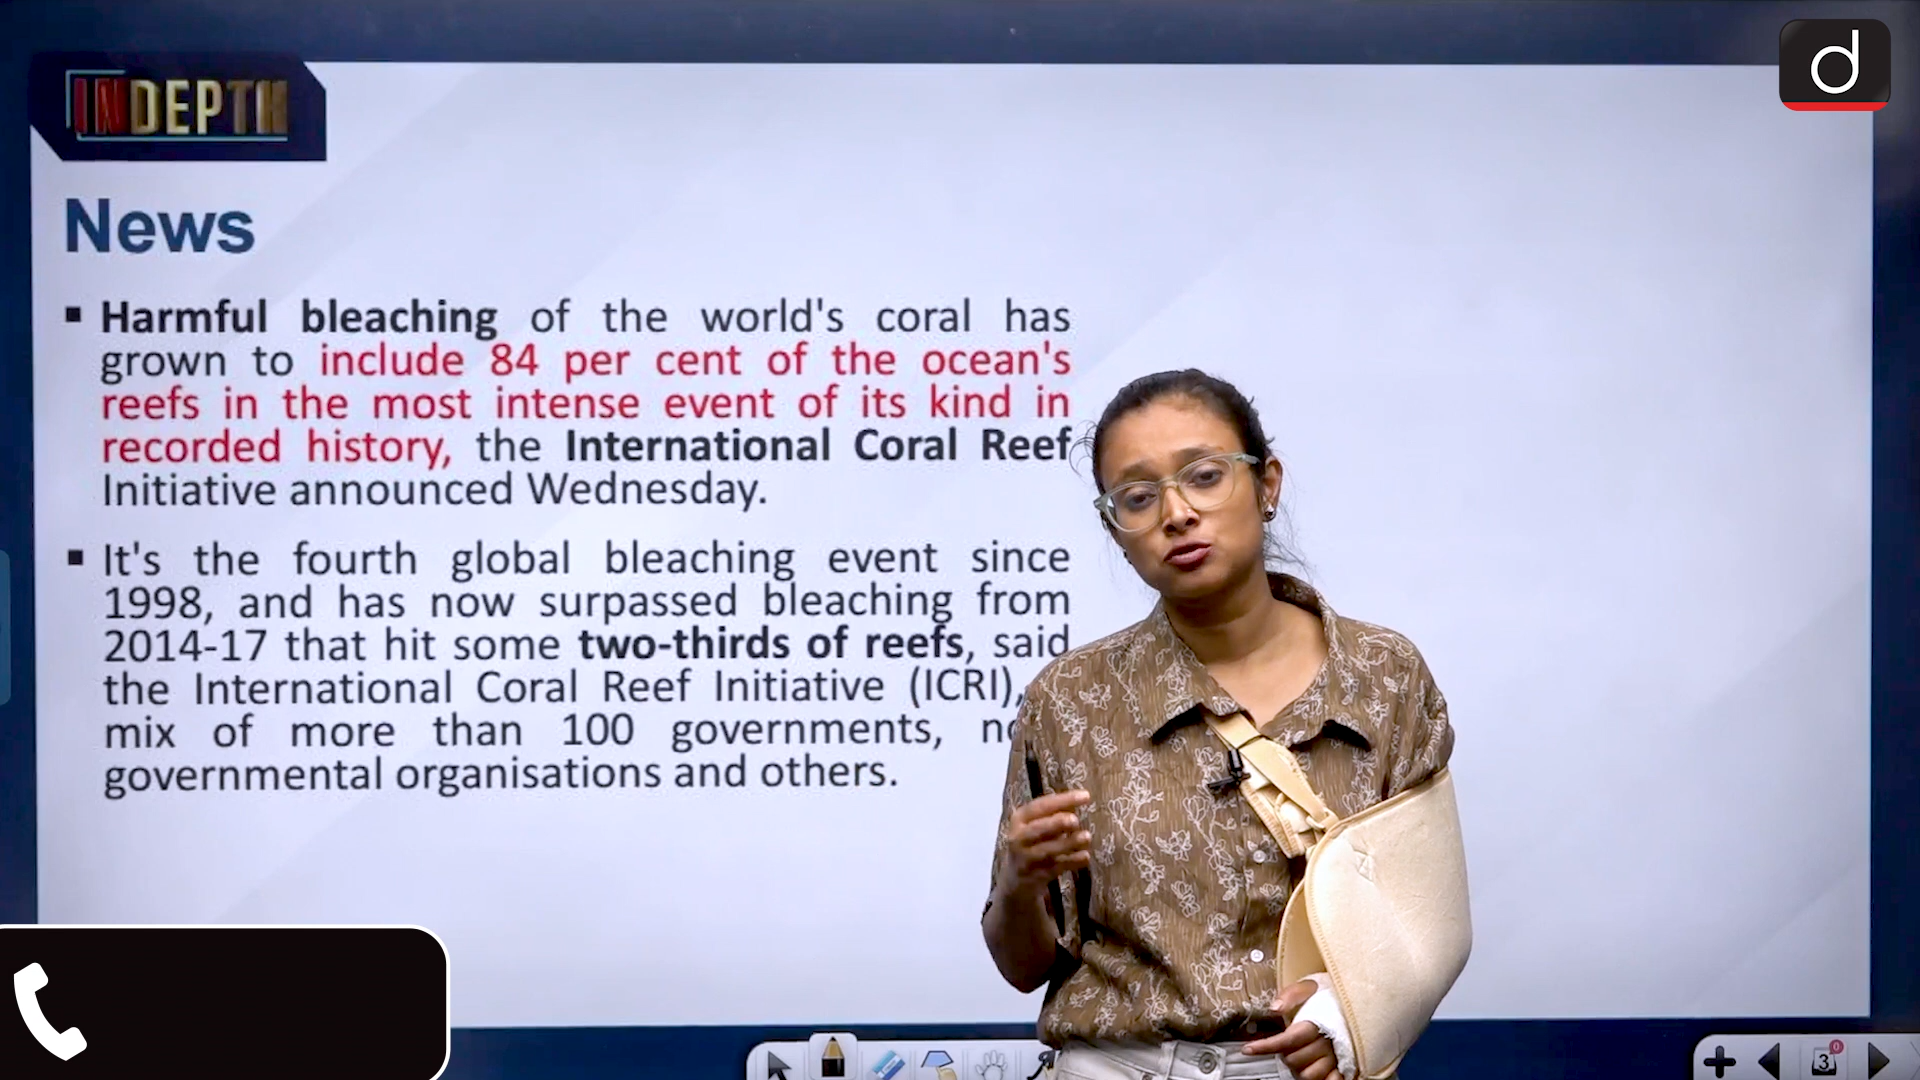 INDEPTH
d
News
▪ Harmful bleaching of the world's coral has
grown to include 84 per cent of the ocean's
reefs in the most intense event of its kind in
recorded history, the International Coral Reef
Initiative announced Wednesday.
▪ It's the fourth global bleaching event since
1998, and has now surpassed bleaching from
2014-17 that hit some two-thirds of reefs, said
the International Coral Reef Initiative (ICRI),
mix of more than 100 governments,
governmental organisations and others.
3
0